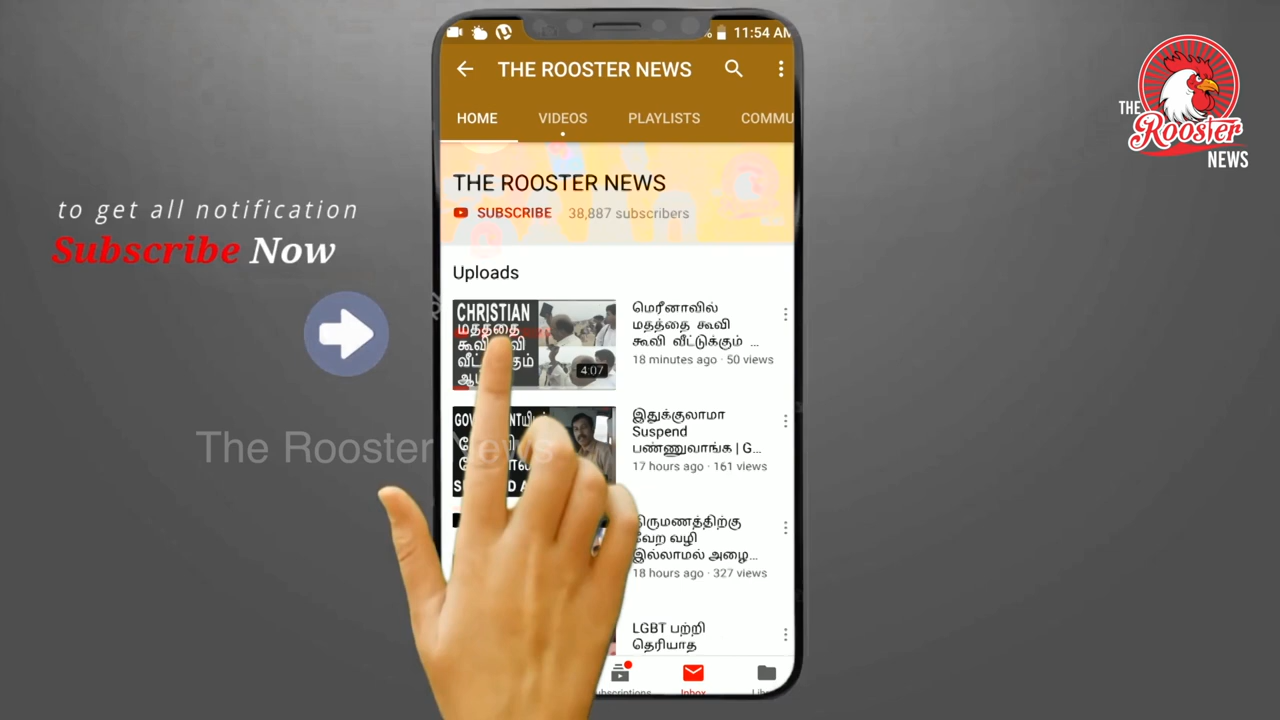 11:54 AM
THE ROOSTER NEWS
HOME VIDEOS PLAYLISTS COMMU
THE ROOSTER NEWS
SUBSCRIBE 38,887 subscribers
Uploads
CHRISTIAN
மதத்தை
4:07
மெரீனாவில்
மதத்தை கூவி
கூவி வீட்டுக்கும் ...
18 minutes ago · 50 views
இதுக்குலாமா
Suspend
பண்ணுவாங்க | G...
17 hours ago · 161 views
திருமணத்திற்கு
வேற வழி
இல்லாமல் அழை...
18 hours ago · 327 views
LGBT பற்றி
தெரியாத
Inbox
to get all notification
Subscribe Now
The Rooster News
THE
Rooster
NEWS